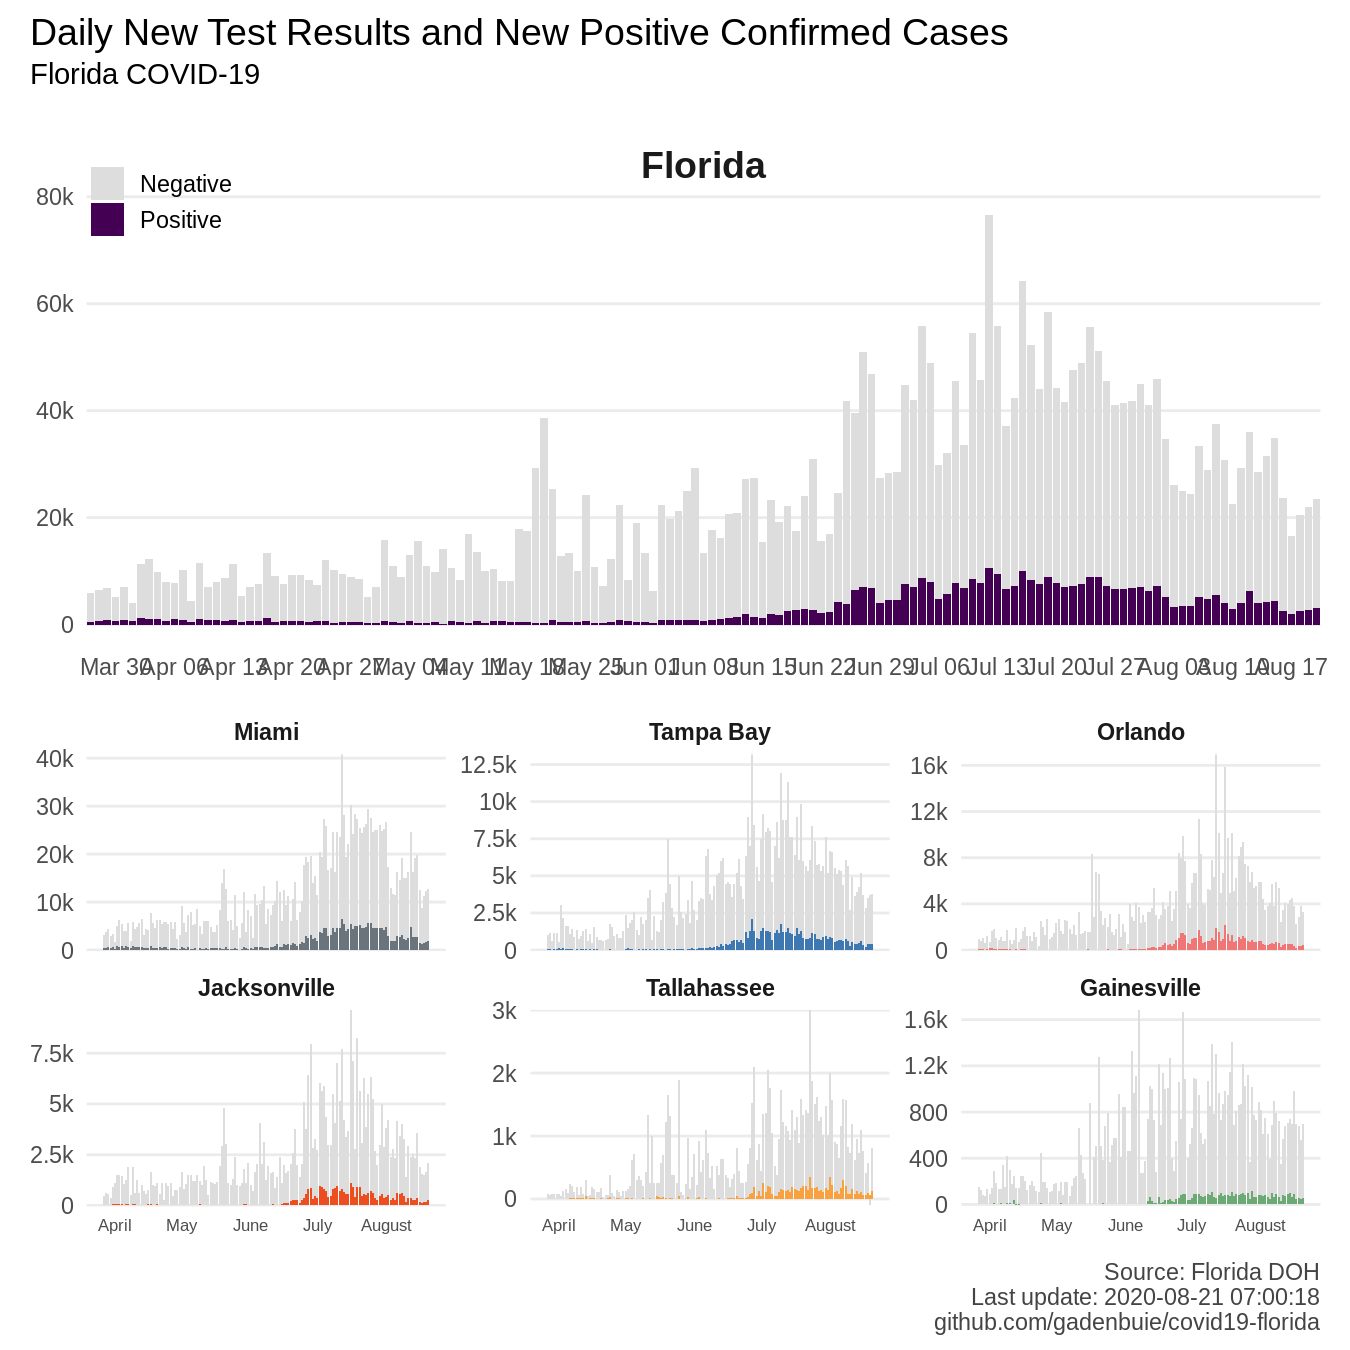 Daily New Test Results and New Positive Confirmed Cases
Florida COVID-19
Florida
Negative
Positive
80k
60k
40k
20k
0
Mar 30 Apr 06 Apr 13 Apr 20 Apr 27 May 04 May 11 May 18 May 25 Jun 01 Jun 08 Jun 15 Jun 22 Jun 29 Jul 06 Jul 13 Jul 20 Jul 27 Aug 03 Aug 10 Aug 17
Miami
40k
30k
20k
10k
0
Tampa Bay
12.5k
10k
7.5k
5k
2.5k
0
Orlando
16k
12k
8k
4k
0
Jacksonville
7.5k
5k
2.5k
0
April May June July August
Tallahassee
3k
2k
1k
0
April May June July August
Gainesville
1.6k
1.2k
800
400
0
April May June July August
Source: Florida DOH
Last update: 2020-08-21 07:00:18
github.com/gadenbuie/covid19-florida